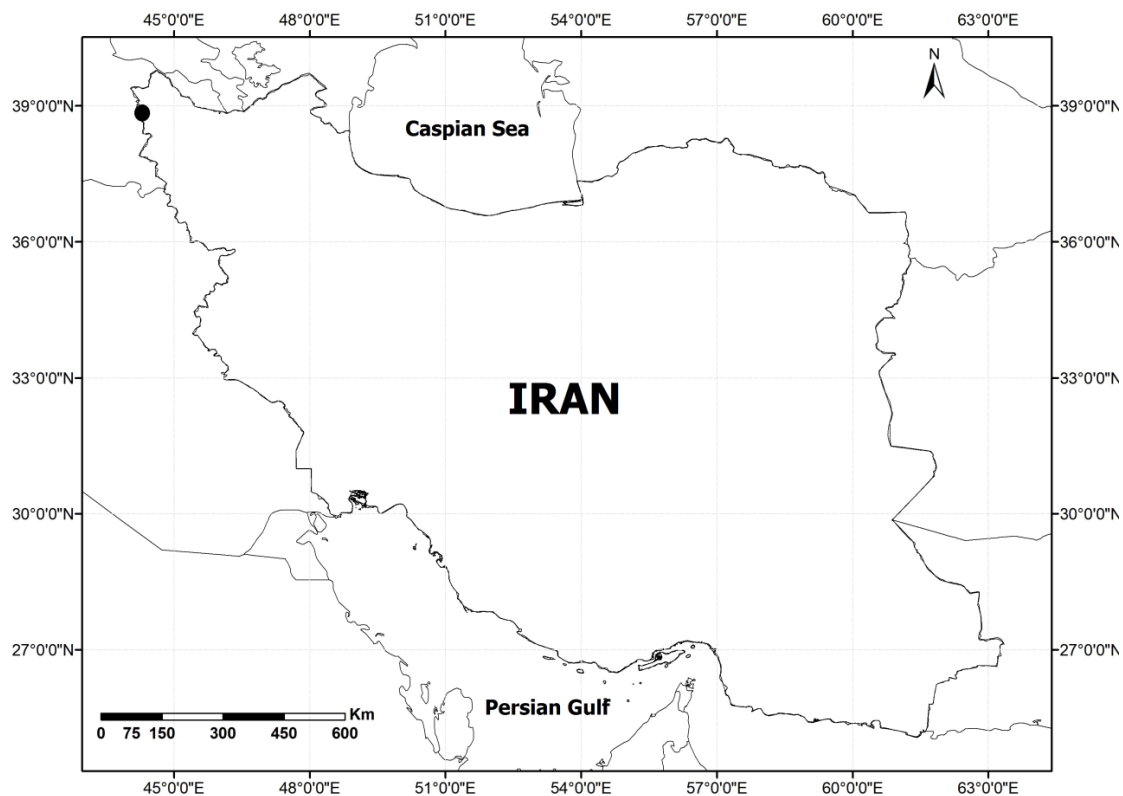 45°0'0"E 48°0'0"E 51°0'0"E 54°0'0"E 57°0'0"E 60°0'0"E 63°0'0"E
N
39°0'0"N 39°0'0"N
Caspian Sea
36°0'0"N 36°0'0"N
33°0'0"N 33°0'0"N
IRAN
30°0'0"N 30°0'0"N
27°0'0"N 27°0'0"N
Persian Gulf
Km
0 75 150 300 450 600
45°0'0"E 48°0'0"E 51°0'0"E 54°0'0"E 57°0'0"E 60°0'0"E 63°0'0"E